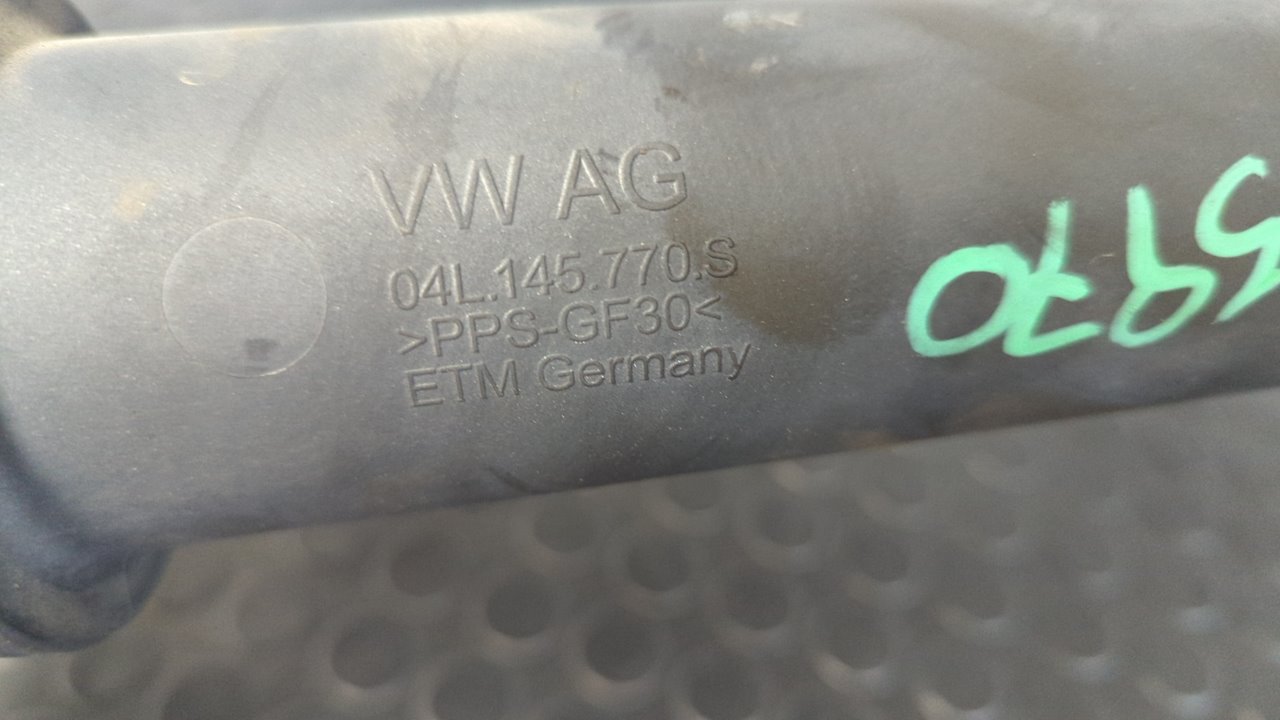 VW AG
04L.145.770.S
>PPS-GF30<
ETM Germany